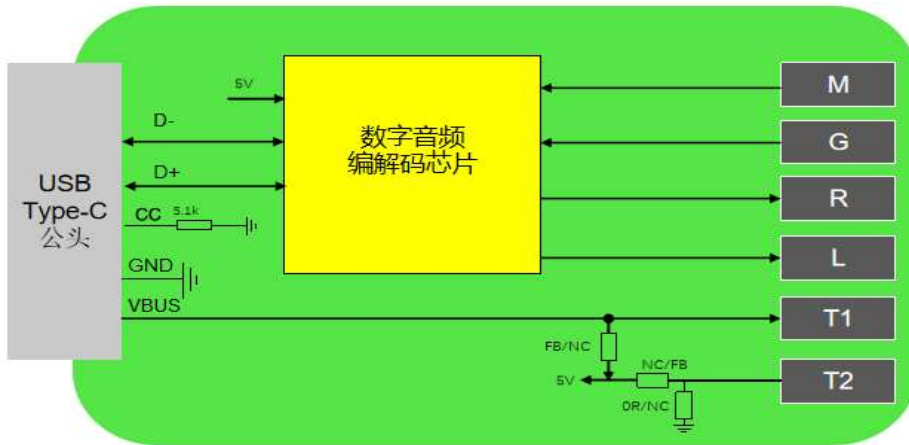 USB
Type-C
公头
D-
D+
CC
5.1k
GND
VBUS
5V
数字音频
编解码芯片
M
G
R
L
T1
T2
FB/NC
5V
NC/FB
0R/NC